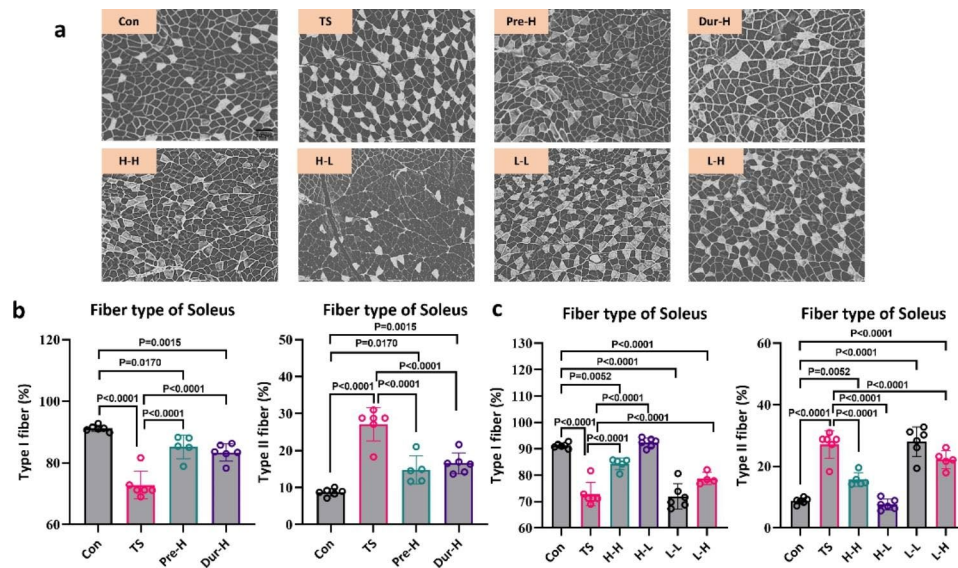 a
Con
TS
Pre-H
Dur-H
H-H
H-L
L-L
L-H
b
Fiber type of Soleus
Type I fiber (%)
120
100
80
60
P=0.0015
P=0.0170
P<0.0001
P<0.0001
P<0.0001
Con
TS
Pre-H
Dur-H
Fiber type of Soleus
Type II fiber (%)
50
40
30
20
10
0
P=0.0015
P=0.0170
P<0.0001
P<0.0001
P<0.0001
Con
TS
Pre-H
Dur-H
c
Fiber type of Soleus
Type I fiber (%)
130
120
110
100
90
80
70
60
P<0.0001
P<0.0001
P=0.0052
P<0.0001
P<0.0001
P<0.0001
P<0.0001
Con
TS
H-H
H-L
L-L
L-H
Fiber type of Soleus
Type II fiber (%)
60
40
20
0
P<0.0001
P<0.0001
P=0.0052
P<0.0001
P<0.0001
P<0.0001
P<0.0001
Con
TS
H-H
H-L
L-L
L-H